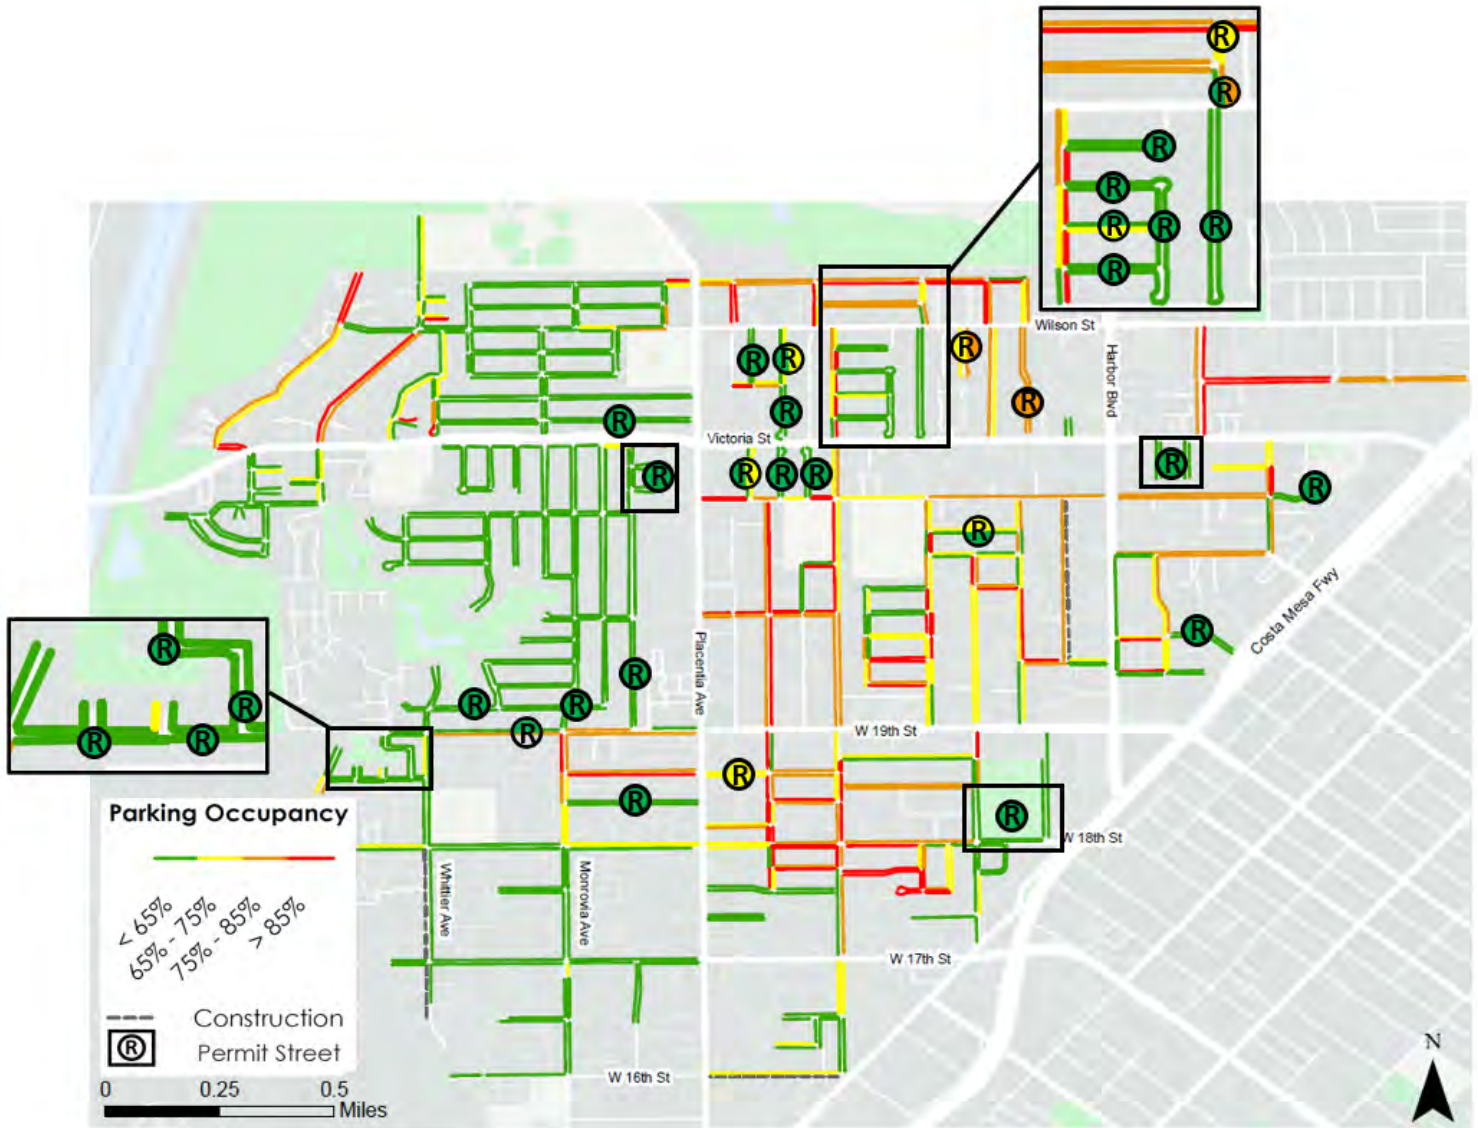 R
R
R
R
R
R
R
R
Wilson St
Harbor Blvd
R
R
R
R
R
R
Victoria St
R
R
R
R
R
R
R
Costa Mesa Fwy
R
R
R
R
R
Placentia Ave
R
R
R
R
R
R
W 19th St
R
R
R
W 18th St
Parking Occupancy
< 65%
65% - 75%
75% - 85%
> 85%
Whittier Ave
Monrovia Ave
W 17th St
Construction
R Permit Street
W 16th St
N
0 0.25 0.5
Miles